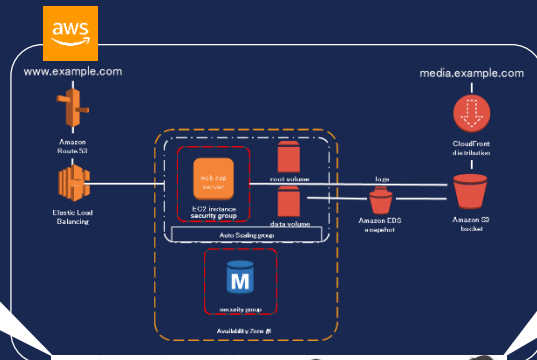 aws
www.example.com
media.example.com
Amazon
Route 53
CloudFront
distribution
web app
server
root volume
logs
EC2 instance
security group
Elastic Load
Balancing
data volume
Amazon EBS
snapshot
Amazon S3
bucket
Auto Scaling group
M
security group
Availability Zone